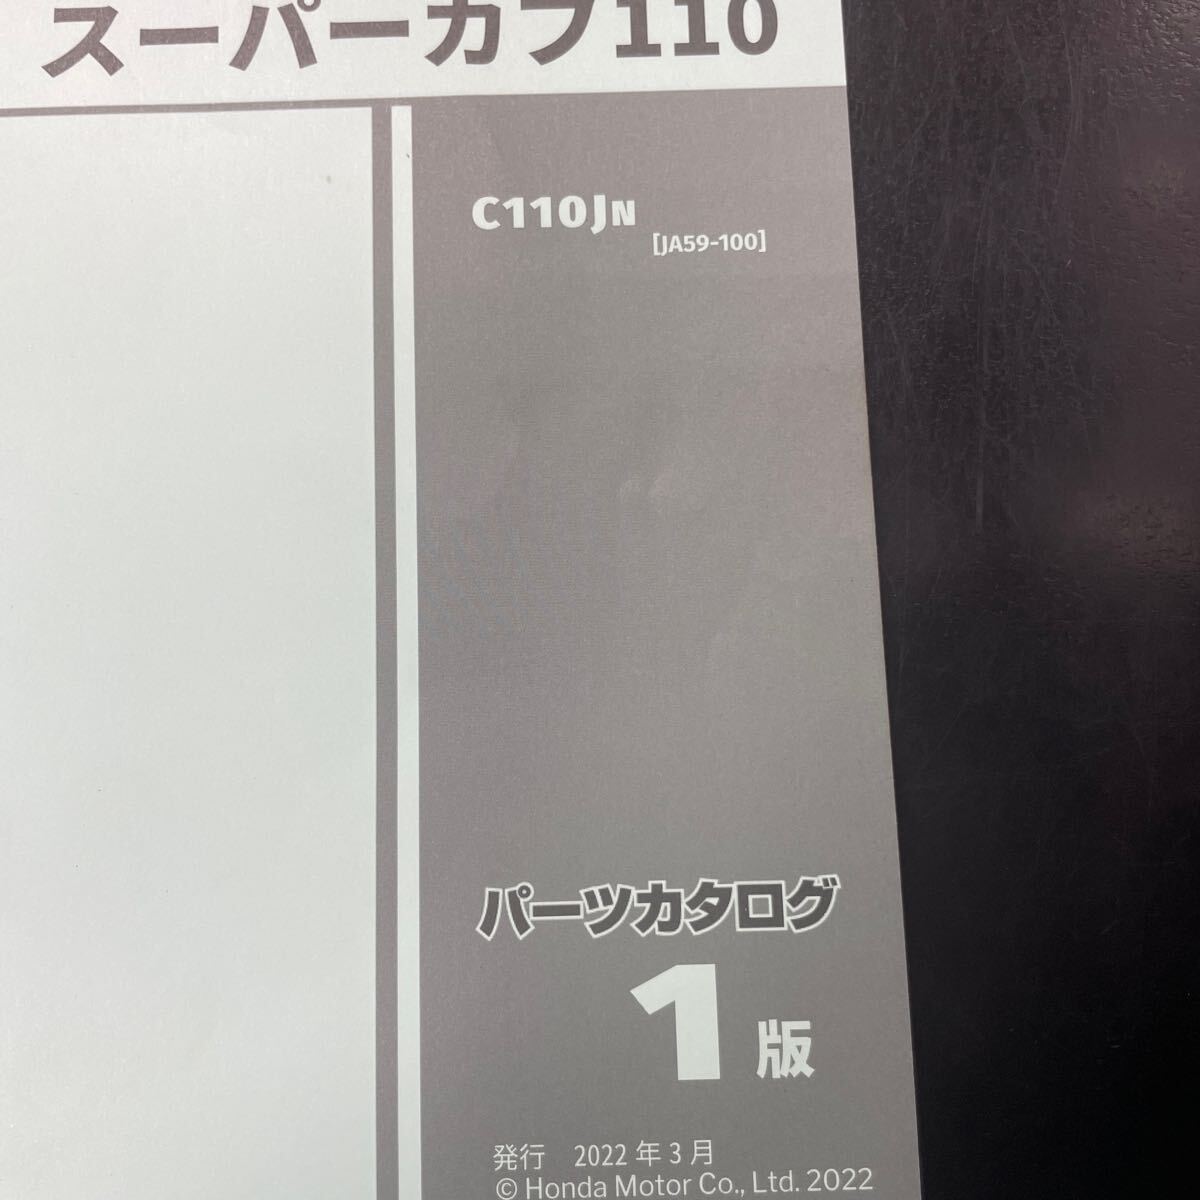 スーパーカブ110
C110JN
[JA59-100]
パーツカタログ
1版
発行 2022年3月
© Honda Motor Co., Ltd. 2022